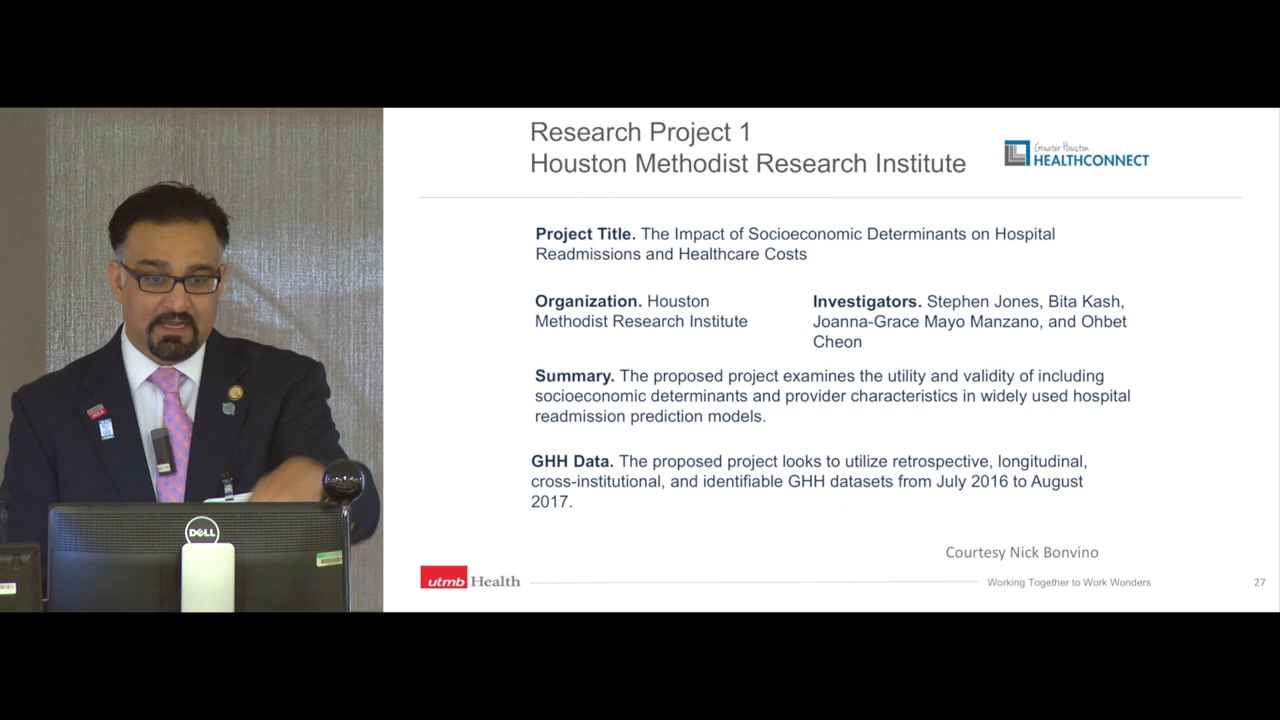 Research Project 1
Houston Methodist Research Institute
Greater Houston
HEALTHCONNECT
Project Title. The Impact of Socioeconomic Determinants on Hospital
Readmissions and Healthcare Costs
Organization. Houston
Methodist Research Institute
Investigators. Stephen Jones, Bita Kash,
Joanna-Grace Mayo Manzano, and Ohbet
Cheon
Summary. The proposed project examines the utility and validity of including
socioeconomic determinants and provider characteristics in widely used hospital
readmission prediction models.
GHH Data. The proposed project looks to utilize retrospective, longitudinal,
cross-institutional, and identifiable GHH datasets from July 2016 to August
2017.
Courtesy Nick Bonvino
utmb Health
Working Together to Work Wonders
27
DELL